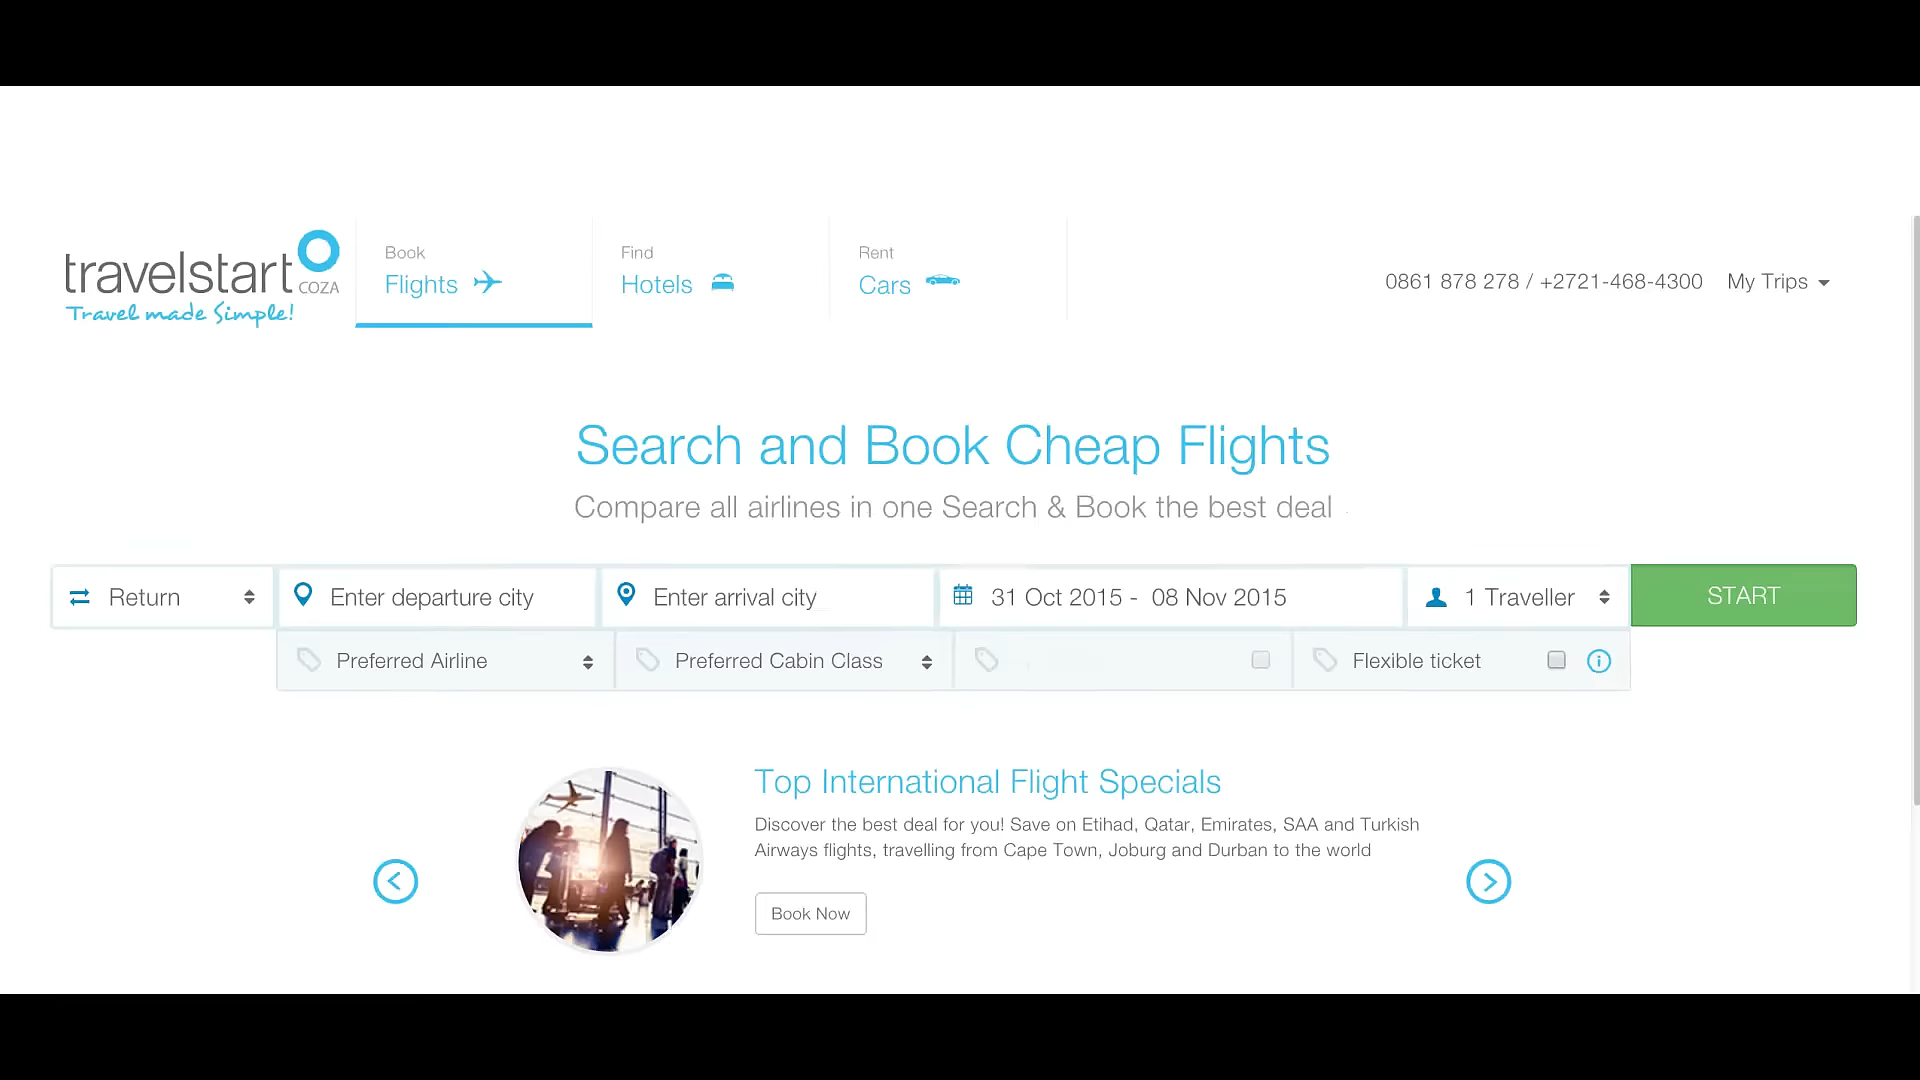 travelstart
COZA
Travel made Simple!
Book
Flights
Find
Hotels
Rent
Cars
0861 878 278 / +2721-468-4300
My Trips
Search and Book Cheap Flights
Compare all airlines in one Search & Book the best deal
Return
Enter departure city
Enter arrival city
31 Oct 2015 - 08 Nov 2015
1 Traveller
START
Preferred Airline
Preferred Cabin Class
Flexible ticket
Top International Flight Specials
Discover the best deal for you! Save on Etihad, Qatar, Emirates, SAA and Turkish
Airways flights, travelling from Cape Town, Joburg and Durban to the world
Book Now